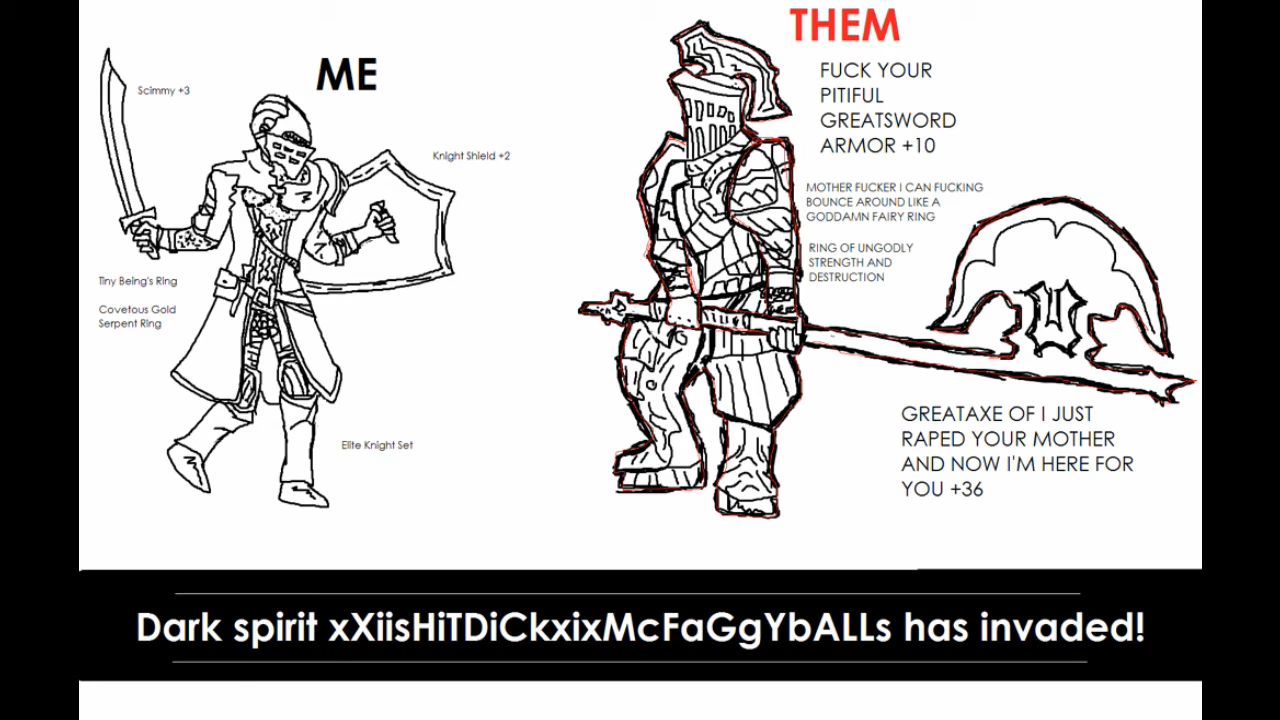 ME
Scimmy +3
Knight Shield +2
Tiny Being's Ring
Covetous Gold
Serpent Ring
Elite Knight Set
THEM
FUCK YOUR
PITIFUL
GREATSWORD
ARMOR +10
MOTHER FUCKER I CAN FUCKING
BOUNCE AROUND LIKE A
GODDAMN FAIRY RING
RING OF UNGODLY
STRENGTH AND
DESTRUCTION
GREATAXE OF I JUST
RAPED YOUR MOTHER
AND NOW I'M HERE FOR
YOU +36
Dark spirit xXiisHiTDiCkxixMcFaGgYbALLs has invaded!